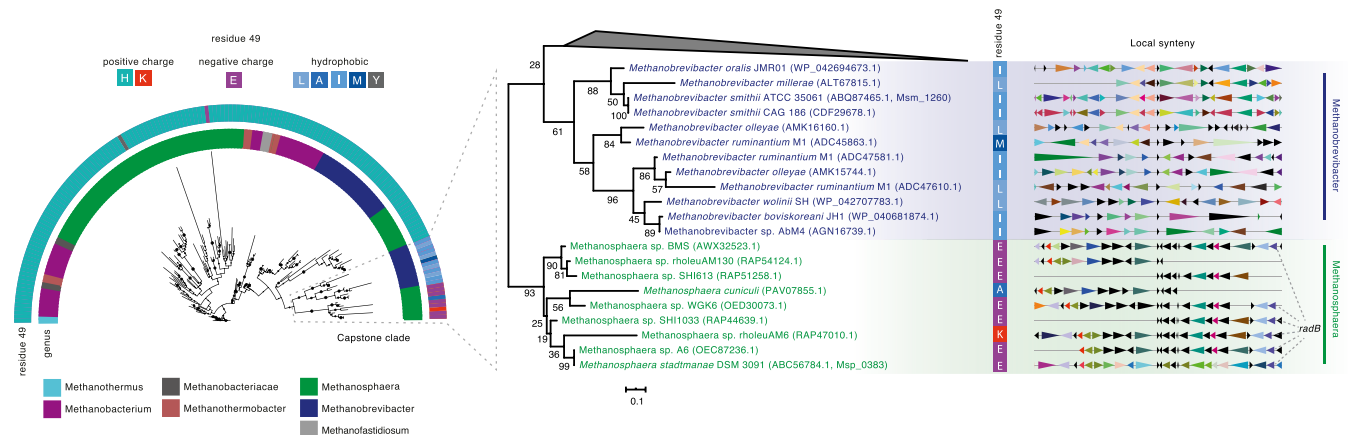 residue 49
positive charge
negative charge
hydrophobic
H K
E
L A I M Y
residue 49
genus
Capstone clade
Methanothermus
Methanobacteriacae
Methanosphaera
Methanobacterium
Methanothermobacter
Methanobrevibacter
Methanofastidiosum
residue 49
Local synteny
28
Methanobrevibacter oralis JMR01 (WP_042694673.1)
I
Methanobrevibacter millerae (ALT67815.1)
L
88
Methanobrevibacter smithii ATCC 35061 (ABQ87465.1, Msm_1260)
I
50
100
Methanobrevibacter smithii CAG 186 (CDF29678.1)
I
61
Methanobrevibacter olleyae (AMK16160.1)
L
84
Methanobrevibacter ruminantium M1 (ADC45863.1)
M
Methanobrevibacter ruminantium M1 (ADC47581.1)
I
58
86
Methanobrevibacter olleyae (AMK15744.1)
I
57
Methanobrevibacter ruminantium M1 (ADC47610.1)
L
96
Methanobrevibacter wolinii SH (WP_042707783.1)
L
45
Methanobrevibacter boviskoreani JH1 (WP_040681874.1)
I
89
Methanobrevibacter sp. AbM4 (AGN16739.1)
I
Methanobrevibacter
Methanosphaera sp. BMS (AWX32523.1)
E
90
Methanosphaera sp. rholeuAM130 (RAP54124.1)
E
81
Methanosphaera sp. SHI613 (RAP51258.1)
E
93
Methanosphaera cuniculi (PAV07855.1)
A
56
Methanosphaera sp. WGK6 (OED30073.1)
E
25
Methanosphaera sp. SHI1033 (RAP44639.1)
E
19
Methanosphaera sp. rholeuAM6 (RAP47010.1)
K
36
Methanosphaera sp. A6 (OEC87236.1)
E
99
Methanosphaera stadtmanae DSM 3091 (ABC56784.1, Msp_0383)
E
radB
Methanosphaera
0.1